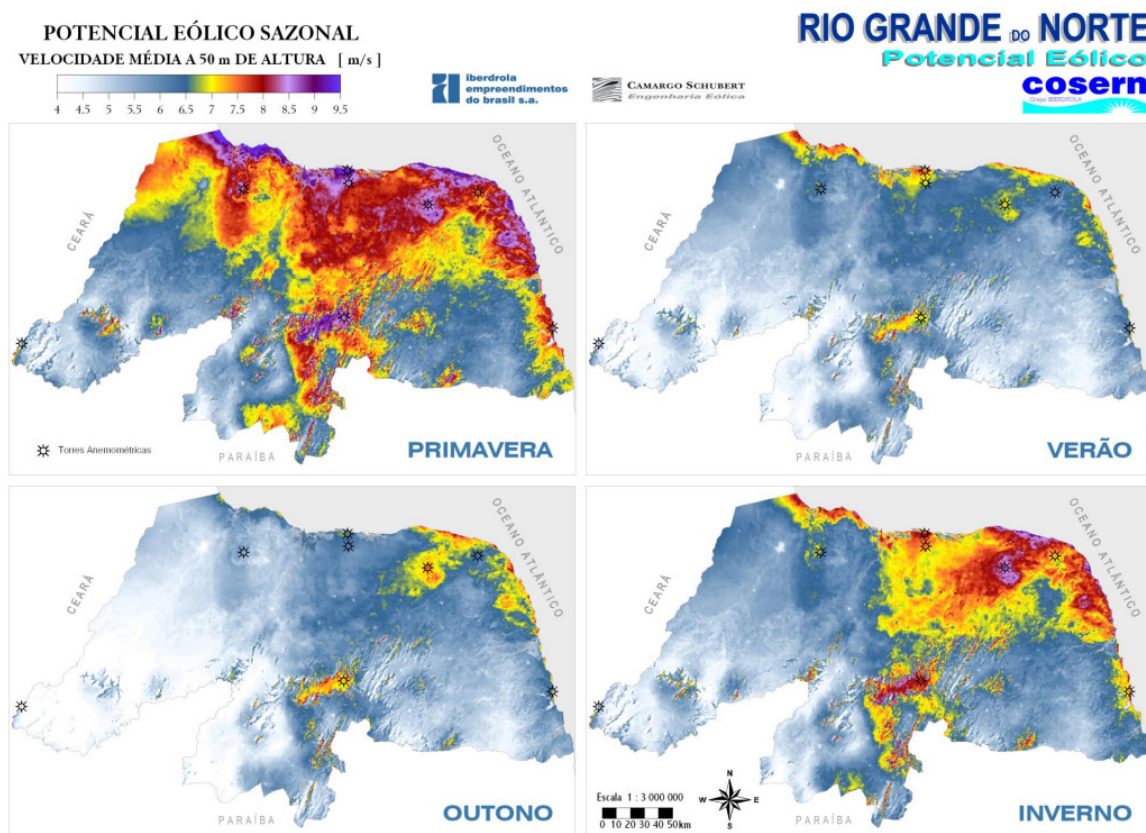 POTENCIAL EÓLICO SAZONAL
VELOCIDADE MÉDIA A 50 m DE ALTURA [ m/s ]
4 4,5 5 5,5 6 6,5 7 7,5 8 8,5 9 9,5
iberdrola
empreendimentos
do brasil s.a.
CAMARGO SCHUBERT
Engenharia Eólica
RIO GRANDE DO NORTE
Potencial Eólico
cosern
Grupo IBERDROLA
CEARÁ
OCEANO ATLÂNTICO
Torres Anemométricas
PARAÍBA
PRIMAVERA
CEARÁ
OCEANO ATLÂNTICO
PARAÍBA
VERÃO
CEARÁ
OCEANO ATLÂNTICO
PARAÍBA
OUTONO
CEARÁ
OCEANO ATLÂNTICO
PARAÍBA
Escala 1 : 3 000 000
0 10 20 30 40 50km
N
W E
S
INVERNO